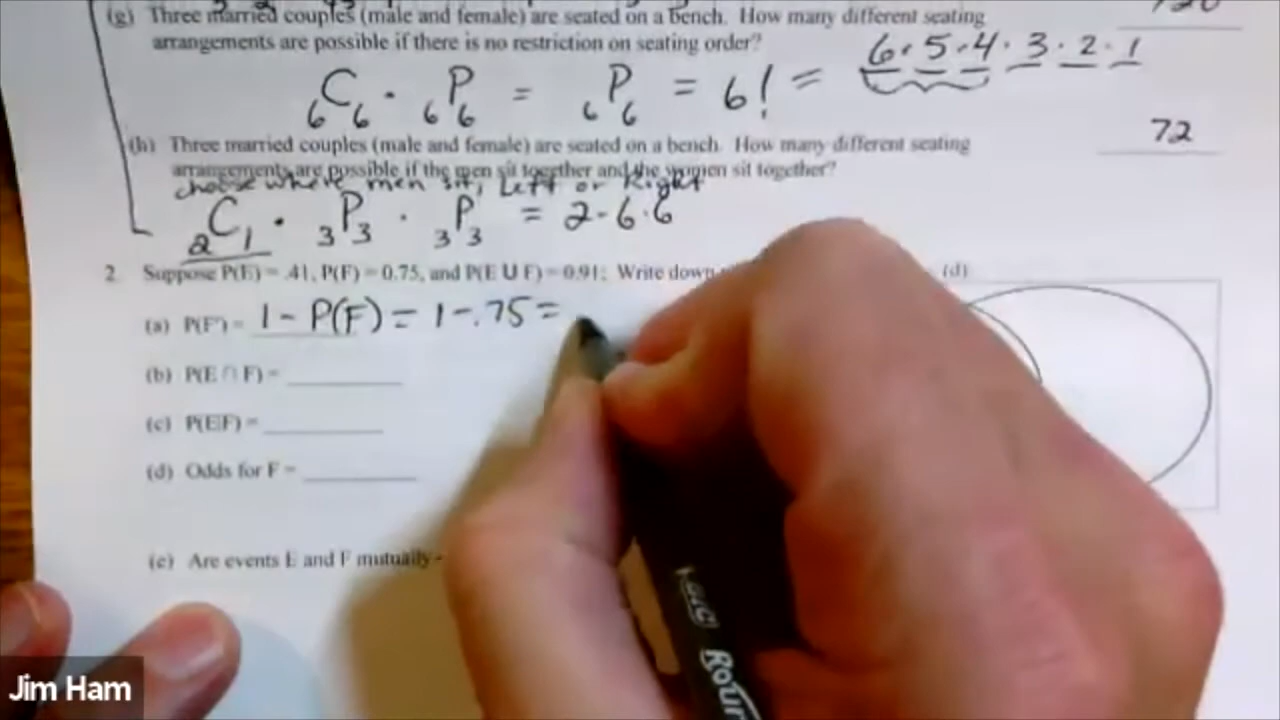 (g) Three married couples (male and female) are seated on a bench. How many different seating
arrangements are possible if there is no restriction on seating order?
6C6 · 6P6 = 6P6 = 6! = 6·5·4·3·2·1
(h) Three married couples (male and female) are seated on a bench. How many different seating
72
arrangements are possible if the men sit together and the women sit together?
choose where men sit, Left or Right
2C1 · 3P3 · 3P3 = 2·6·6
2. Suppose P(E) = .41, P(F) = 0.75, and P(E ∪ F) = 0.91; Write down
(d)
(a) P(F') = 1 - P(F) = 1 - .75 =
(b) P(E ∩ F) =
(c) P(E|F) =
(d) Odds for F =
(e) Are events E and F mutually
Jim Ham